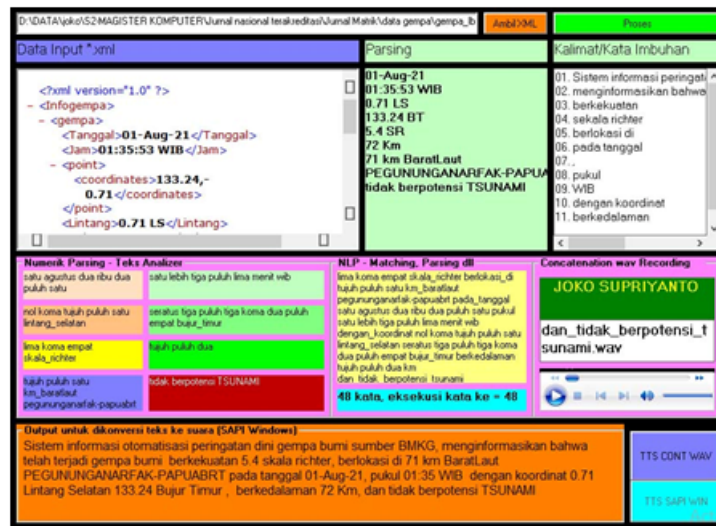 D:\DATA\joko\S2-MAGISTER KOMPUTER\Jurnal nasional terakreditasi\Jurnal Matrik\data gempa\gempa_lb
Ambil XML
Proses
Data Input *.xml
<?xml version="1.0" ?>
- <Infogempa>
- <gempa>
<Tanggal>01-Aug-21</Tanggal>
<Jam>01:35:53 WIB</Jam>
- <point>
<coordinates>133.24,-
0.71</coordinates>
</point>
<Lintang>0.71 LS</Lintang>
Parsing
01-Aug-21
01:35:53 WIB
0.71 LS
133.24 BT
5.4 SR
72 Km
71 km BaratLaut
PEGUNUNGANARFAK-PAPUA
tidak berpotensi TSUNAMI
Kalimat/Kata Imbuhan
01. Sistem informasi peringat
02. menginformasikan bahwa
03. berkekuatan
04. sekala richter
05. berlokasi di
06. pada tanggal
07. ,
08. pukul
09. WIB
10. dengan koordinat
11. berkedalaman
Numerik Parsing - Teks Analizer
satu agustus dua ribu dua
puluh satu
satu lebih tiga puluh lima menit wib
nol koma tujuh puluh satu
lintang_selatan
seratus tiga puluh tiga koma dua puluh
empat bujur_timur
lima koma empat
skala_richter
tujuh puluh dua
tujuh puluh satu
km_baratlaut
pegunungananarfak-papuabrt
tidak berpotensi TSUNAMI
NLP - Matching, Parsing dll
lima koma empat skala_richter berlokasi_di
tujuh puluh satu km_baratlaut
pegununganarfak-papuabrt pada_tanggal
satu agustus dua ribu dua puluh satu pukul
satu lebih tiga puluh lima menit wib
dengan_koordinat nol koma tujuh puluh satu
lintang_selatan seratus tiga puluh tiga koma
dua puluh empat bujur_timur berkedalaman
tujuh puluh dua km
dan_tidak_berpotensi_tsunami
48 kata, eksekusi kata ke = 48
Concatenation wav Recording
JOKO SUPRIYANTO
dan_tidak_berpotensi_t
sunami.wav
Output untuk dikonversi teks ke suara (SAPI Windows)
Sistem informasi otomatisasi peringatan dini gempa bumi sumber BMKG, menginformasikan bahwa
telah terjadi gempa bumi berkekuatan 5.4 skala richter, berlokasi di 71 km BaratLaut
PEGUNUNGANARFAK-PAPUABRT pada tanggal 01-Aug-21, pukul 01:35 WIB dengan koordinat 0.71
Lintang Selatan 133.24 Bujur Timur , berkedalaman 72 Km, dan tidak berpotensi TSUNAMI
TTS CONT WAV
TTS SAPI WIN